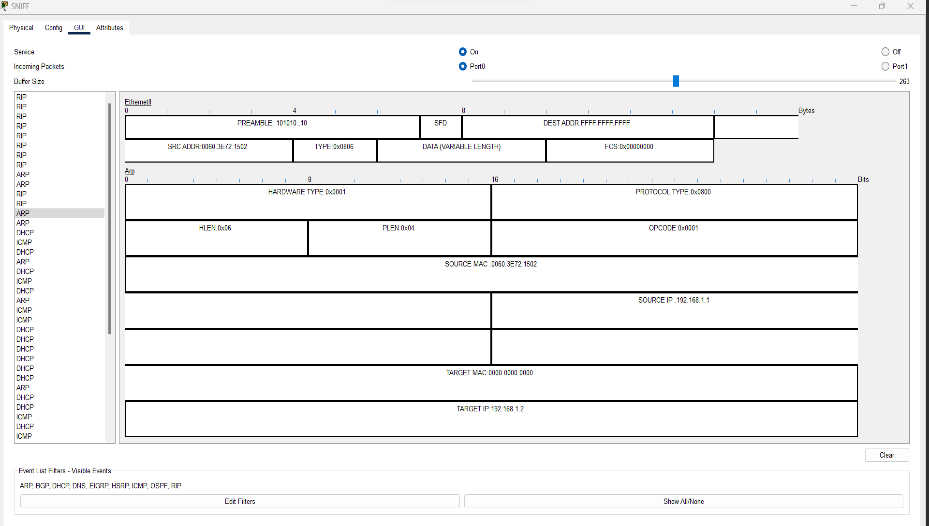 SNIFF
Physical Config GUI Attributes
Service On Off
Incoming Packets Port0 Port1
Buffer Size 263
RIP
RIP
RIP
RIP
RIP
RIP
RIP
RIP
ARP
ARP
RIP
RIP
ARP
ARP
DHCP
ICMP
DHCP
ARP
DHCP
ICMP
DHCP
ARP
ICMP
ICMP
DHCP
DHCP
DHCP
DHCP
DHCP
DHCP
ARP
DHCP
DHCP
ICMP
DHCP
ICMP
EthernetII
0 4 8 Bytes
PREAMBLE: 101010..10 SFD DEST ADDR:FFFF.FFFF.FFFF
SRC ADDR:0060.3E72.1502 TYPE:0x0806 DATA (VARIABLE LENGTH) FCS:0x00000000
Arp
0 8 16 Bits
HARDWARE TYPE:0x0001 PROTOCOL TYPE:0x0800
HLEN:0x06 PLEN:0x04 OPCODE:0x0001
SOURCE MAC :0060.3E72.1502
SOURCE IP :192.168.1.1
TARGET MAC:0000.0000.0000
TARGET IP:192.168.1.2
Clear
Event List Filters - Visible Events
ARP, BGP, DHCP, DNS, EIGRP, HSRP, ICMP, OSPF, RIP
Edit Filters Show All/None